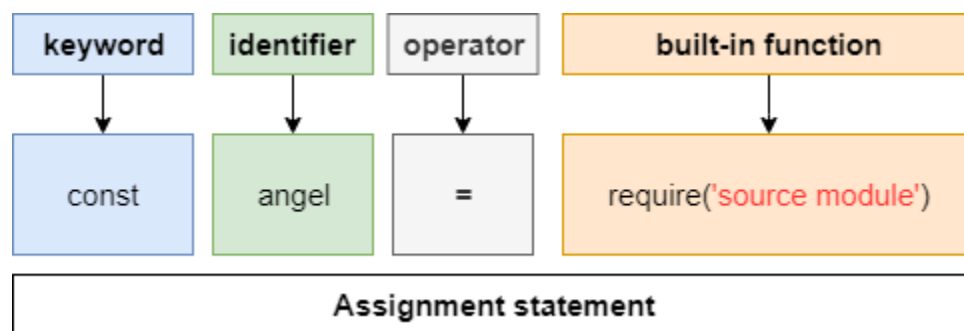 keyword identifier operator built-in function
const angel = require('source module')
Assignment statement